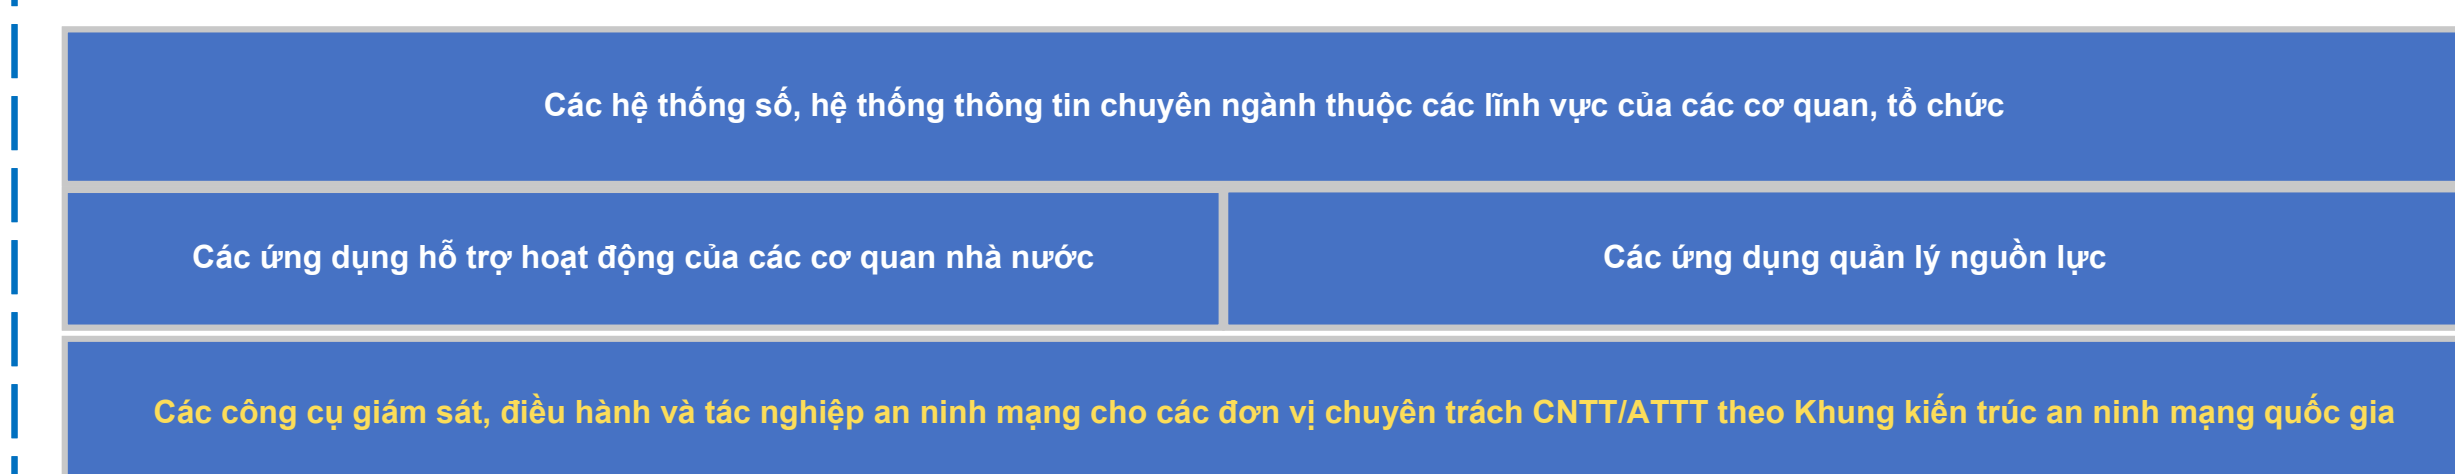 Các hệ thống số, hệ thống thông tin chuyên ngành thuộc các lĩnh vực của các cơ quan, tổ chức
Các ứng dụng hỗ trợ hoạt động của các cơ quan nhà nước
Các ứng dụng quản lý nguồn lực
Các công cụ giám sát, điều hành và tác nghiệp an ninh mạng cho các đơn vị chuyên trách CNTT/ATTT theo Khung kiến trúc an ninh mạng quốc gia